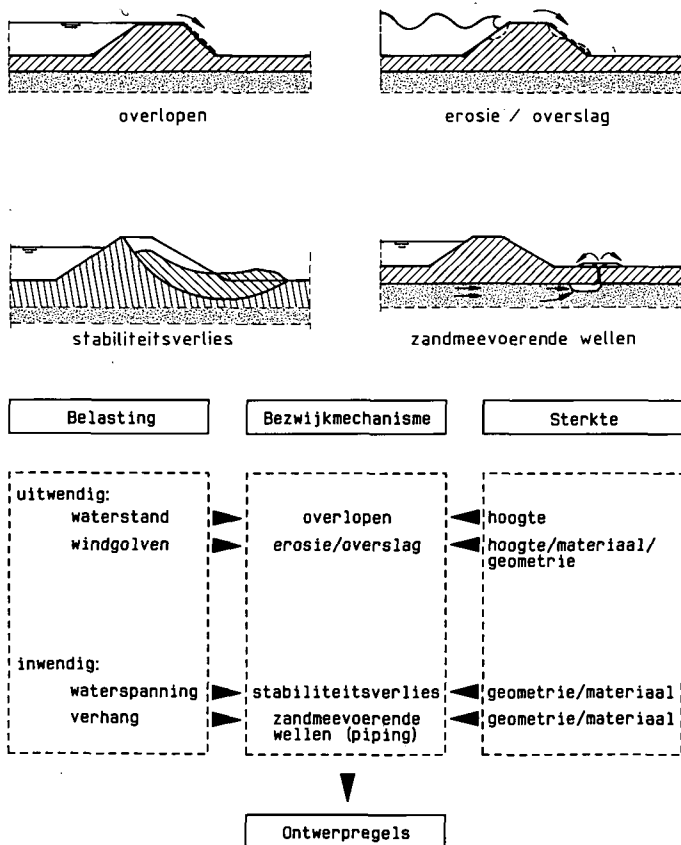 overlopen
erosie / overslag
stabiliteitsverlies
zandmeevoerende wellen
Belasting
Bezwijkmechanisme
Sterkte
uitwendig:
waterstand
overlopen
hoogte
windgolven
erosie/overslag
hoogte/materiaal/
geometrie
inwendig:
waterspanning
stabiliteitsverlies
geometrie/materiaal
verhang
zandmeevoerende
wellen (piping)
geometrie/materiaal
Ontwerpregels